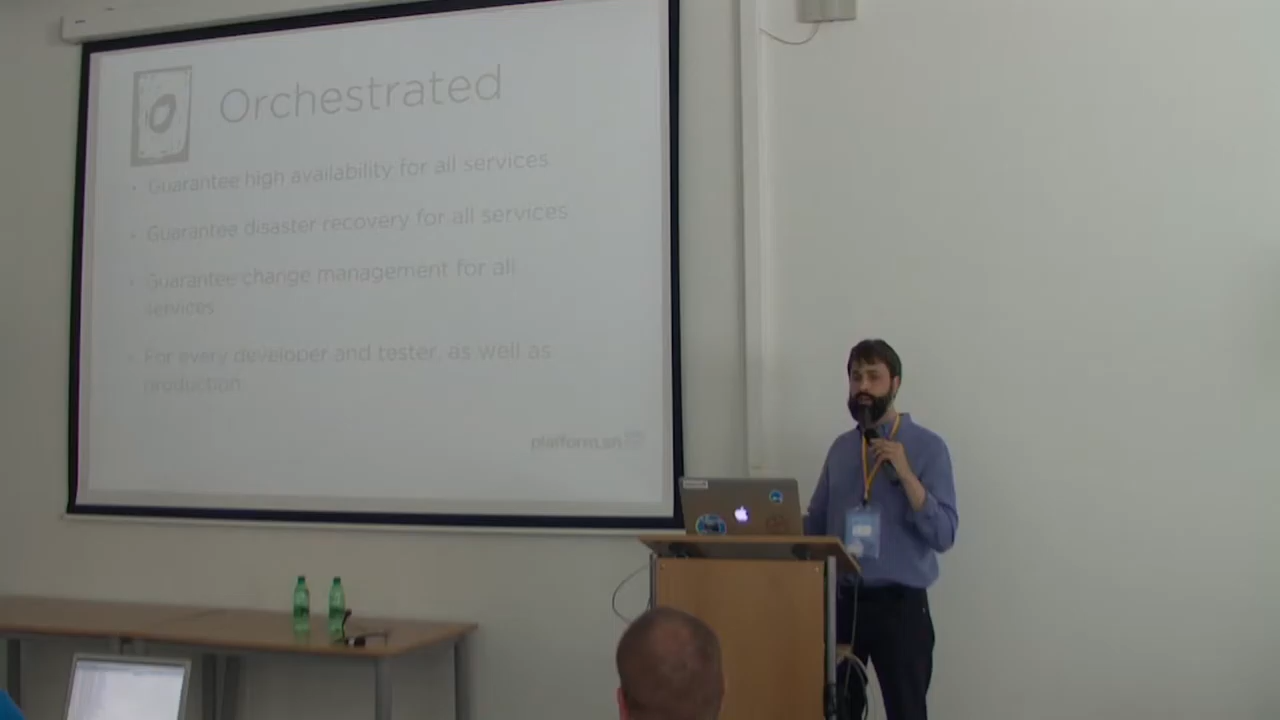 Orchestrated
• Guarantee high availability for all services
• Guarantee disaster recovery for all services
• Guarantee change management for all
services
• For every developer and tester, as well as
production
platform.sh